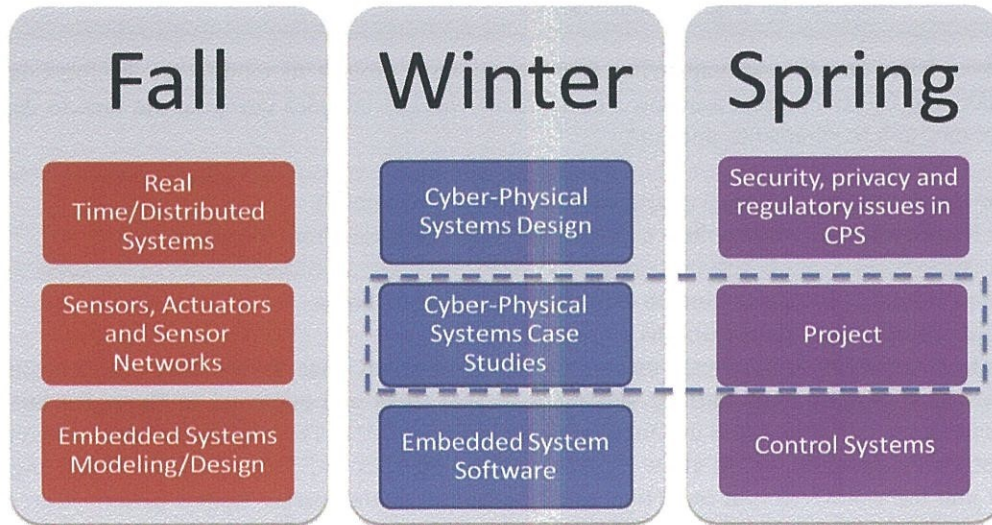 Fall
Real
Time/Distributed
Systems
Sensors, Actuators
and Sensor
Networks
Embedded Systems
Modeling/Design
Winter
Cyber-Physical
Systems Design
Cyber-Physical
Systems Case
Studies
Embedded System
Software
Spring
Security, privacy and
regulatory issues in
CPS
Project
Control Systems